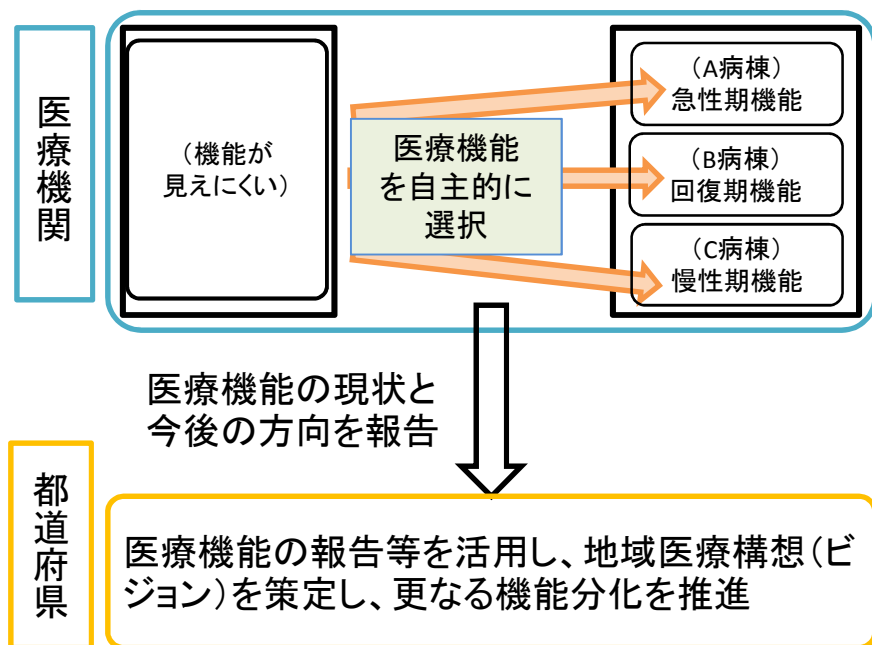 医療機関
（機能が
見えにくい）
医療機能
を自主的に
選択
（A病棟）
急性期機能
（B病棟）
回復期機能
（C病棟）
慢性期機能
医療機能の現状と
今後の方向を報告
都道府県
医療機能の報告等を活用し、地域医療構想（ビ
ジョン）を策定し、更なる機能分化を推進